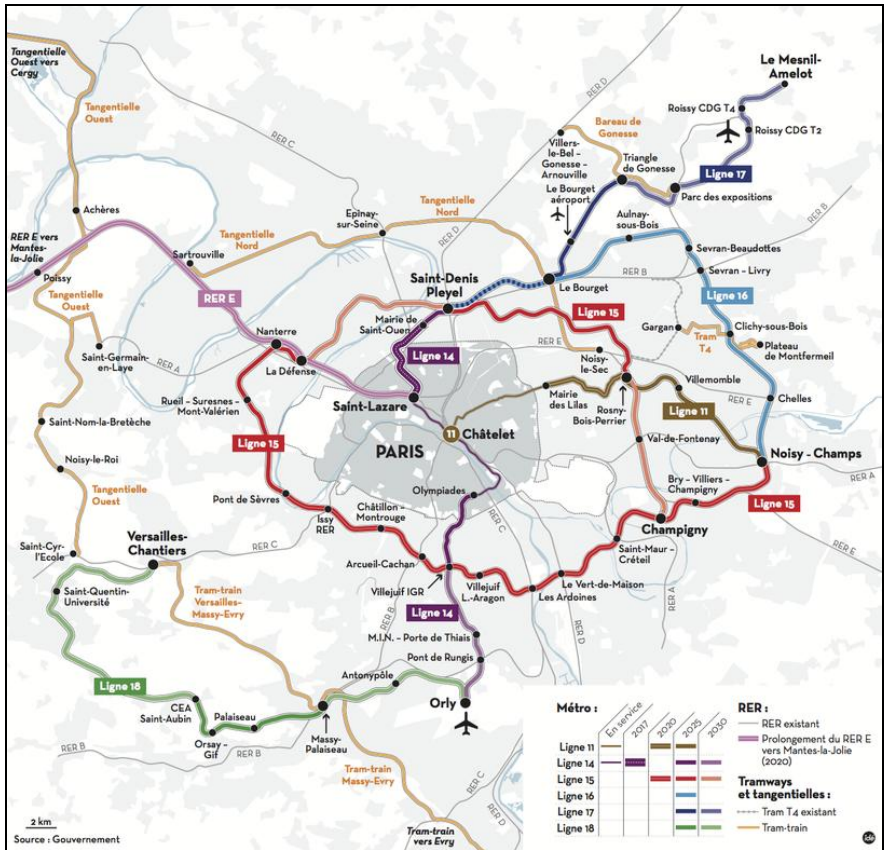 Tangentielle
Ouest vers
Cergy
Tangentielle
Ouest
RER C
RER D
Villiers-
le-Bel –
Gonesse –
Arnouville
Bareau de
Gonesse
Le Mesnil-
Amelot
Roissy CDG T4
Roissy CDG T2
Triangle
de Gonesse
Ligne 17
Le Bourget
aéroport
Parc des expositions
Achères
Tangentielle
Nord
Epinay-
sur-Seine
Tangentielle
Nord
RER D
Aulnay-
sous-Bois
RER B
RER E vers
Mantes-
la-Jolie
Sartrouville
Sevran-Beaudottes
Poissy
Saint-Denis
Pleyel
RER B
Le Bourget
Sevran – Livry
Tangentielle
Ouest
RER E
Ligne 16
Mairie de
Saint-Ouen
Ligne 15
Gargan
Clichy-sous-Bois
Nanterre
RER E
Tram
T4
Plateau
de Montfermeil
Saint-Germain-
en-Laye
RER A
Ligne 14
Noisy-
le-Sec
La Défense
Villemomble
Rueil – Suresnes –
Mont-Valérien
Saint-Lazare
Mairie
des Lilas
Rosny-
Bois-Perrier
RER E
Chelles
Ligne 11
Saint-Nom-la-Bretèche
11
Châtelet
Ligne 15
PARIS
Val-de-Fontenay
Noisy – Champs
Noisy-le-Roi
RER A
Tangentielle
Ouest
Olympiades
Bry – Villiers –
Champigny
Pont de Sèvres
Ligne 15
Issy
RER
Châtillon –
Montrouge
RER C
Champigny
Saint-Cyr-
l'Ecole
Versailles-
Chantiers
RER C
Saint-Maur –
Créteil
RER E
Arcueil-Cachan
Saint-Quentin-
Université
Tram-train
Versailles-
Massy-Evry
Villejuif IGR
Villejuif
L.-Aragon
Le Vert-de-Maison
Les Ardoines
RER A
RER B
Ligne 14
RER D
M.I.N. – Porte de Thiais
Pont de Rungis
Ligne 18
Antonypôle
CEA
Saint-Aubin
Palaiseau
Orly
Orsay –
Gif
Massy-
Palaiseau
RER B
Tram-train
Massy-Evry
RER C
RER D
Tram-train
vers Evry
2 km
Source : Gouvernement
Métro :
En service
2017
2020
2025
2030
Ligne 11
Ligne 14
Ligne 15
Ligne 16
Ligne 17
Ligne 18
RER :
RER existant
Prolongement du RER E
vers Mantes-la-Jolie
(2020)
Tramways
et tangentielles :
Tram T4 existant
Tram-train
idé